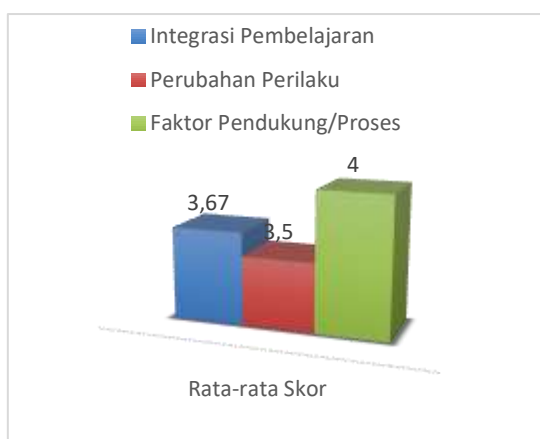 Integrasi Pembelajaran
Perubahan Perilaku
Faktor Pendukung/Proses
4
3,67
3,5
Rata-rata Skor